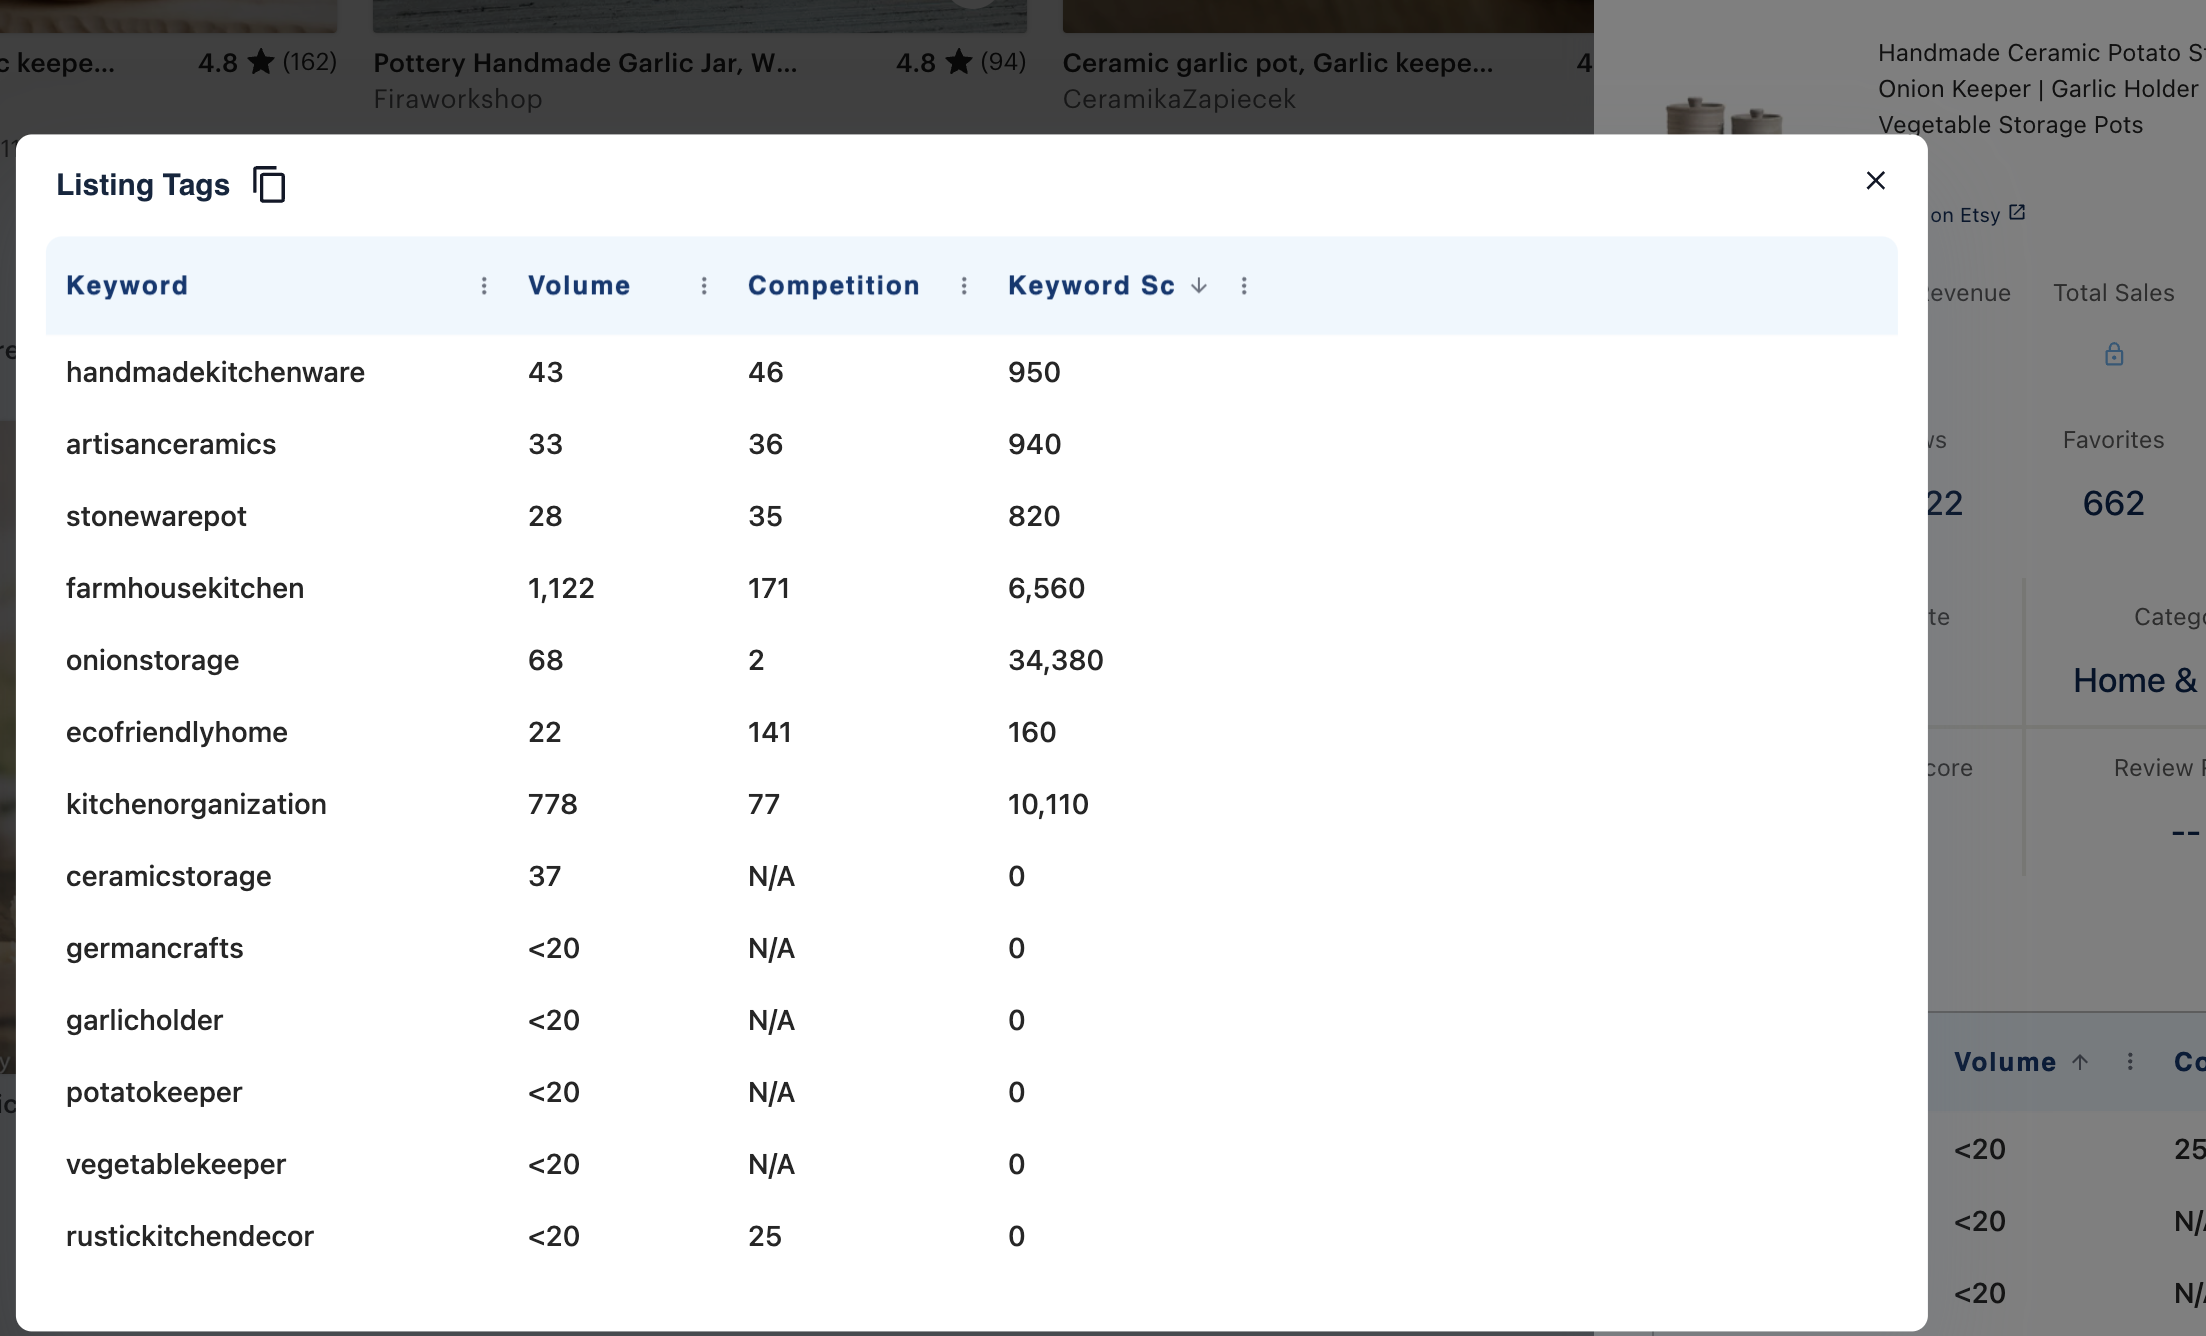 c keepe... 4.8 ★ (162)
Pottery Handmade Garlic Jar, W... 4.8 ★ (94)
Firaworkshop
Ceramic garlic pot, Garlic keepe... 4
CeramikaZapiecek
Handmade Ceramic Potato S
Onion Keeper | Garlic Holder
Vegetable Storage Pots
on Etsy
evenue Total Sales
Favorites
22 662
te Catego
Home &
core Review
--
Listing Tags
Keyword Volume Competition Keyword Sc ↓
handmadekitchenware 43 46 950
artisanceramics 33 36 940
stonewarepot 28 35 820
farmhousekitchen 1,122 171 6,560
onionstorage 68 2 34,380
ecofriendlyhome 22 141 160
kitchenorganization 778 77 10,110
ceramicstorage 37 N/A 0
germancrafts <20 N/A 0
garlicholder <20 N/A 0
potatokeeper <20 N/A 0
vegetablekeeper <20 N/A 0
rustickitchendecor <20 25 0
Volume ↑ Co
<20 25
<20 N/
<20 N/